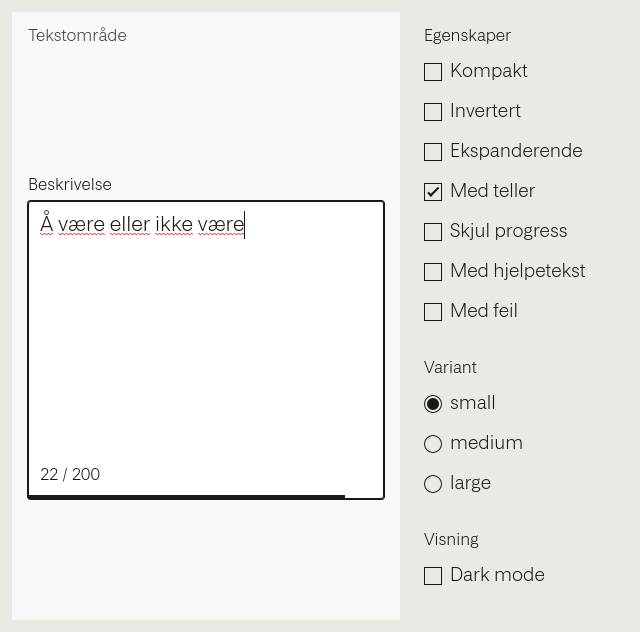 Tekstområde
Beskrivelse
Å være eller ikke være
22 / 200
Egenskaper
Kompakt
Invertert
Ekspanderende
Med teller
Skjul progress
Med hjelpetekst
Med feil
Variant
small
medium
large
Visning
Dark mode